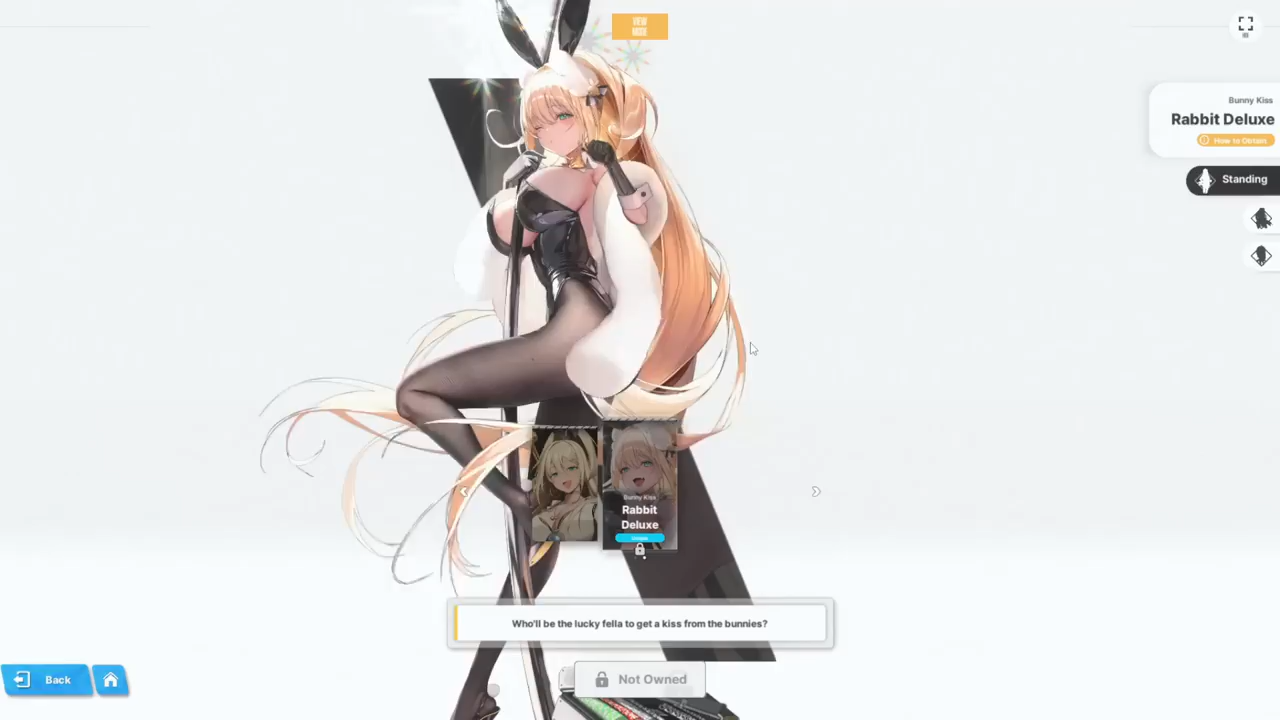 VIEW
MODE
Bunny Kiss
Rabbit Deluxe
How to Obtain
Standing
Bunny Kiss
Rabbit
Deluxe
Unique
Who'll be the lucky fella to get a kiss from the bunnies?
Back
Not Owned